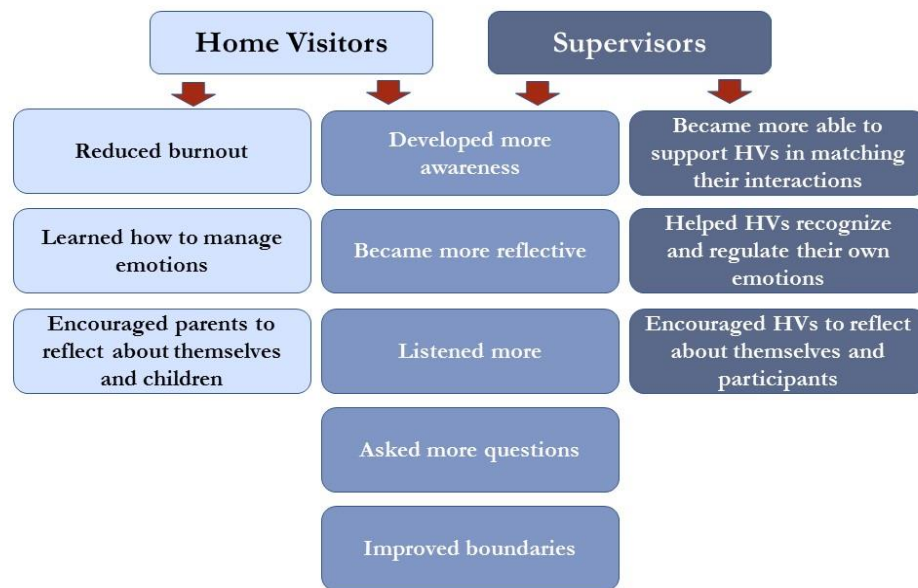 Home Visitors
Supervisors
Reduced burnout
Developed more
awareness
Became more able to
support HVs in matching
their interactions
Learned how to manage
emotions
Became more reflective
Helped HVs recognize
and regulate their own
emotions
Encouraged parents to
reflect about themselves
and children
Listened more
Encouraged HVs to reflect
about themselves and
participants
Asked more questions
Improved boundaries